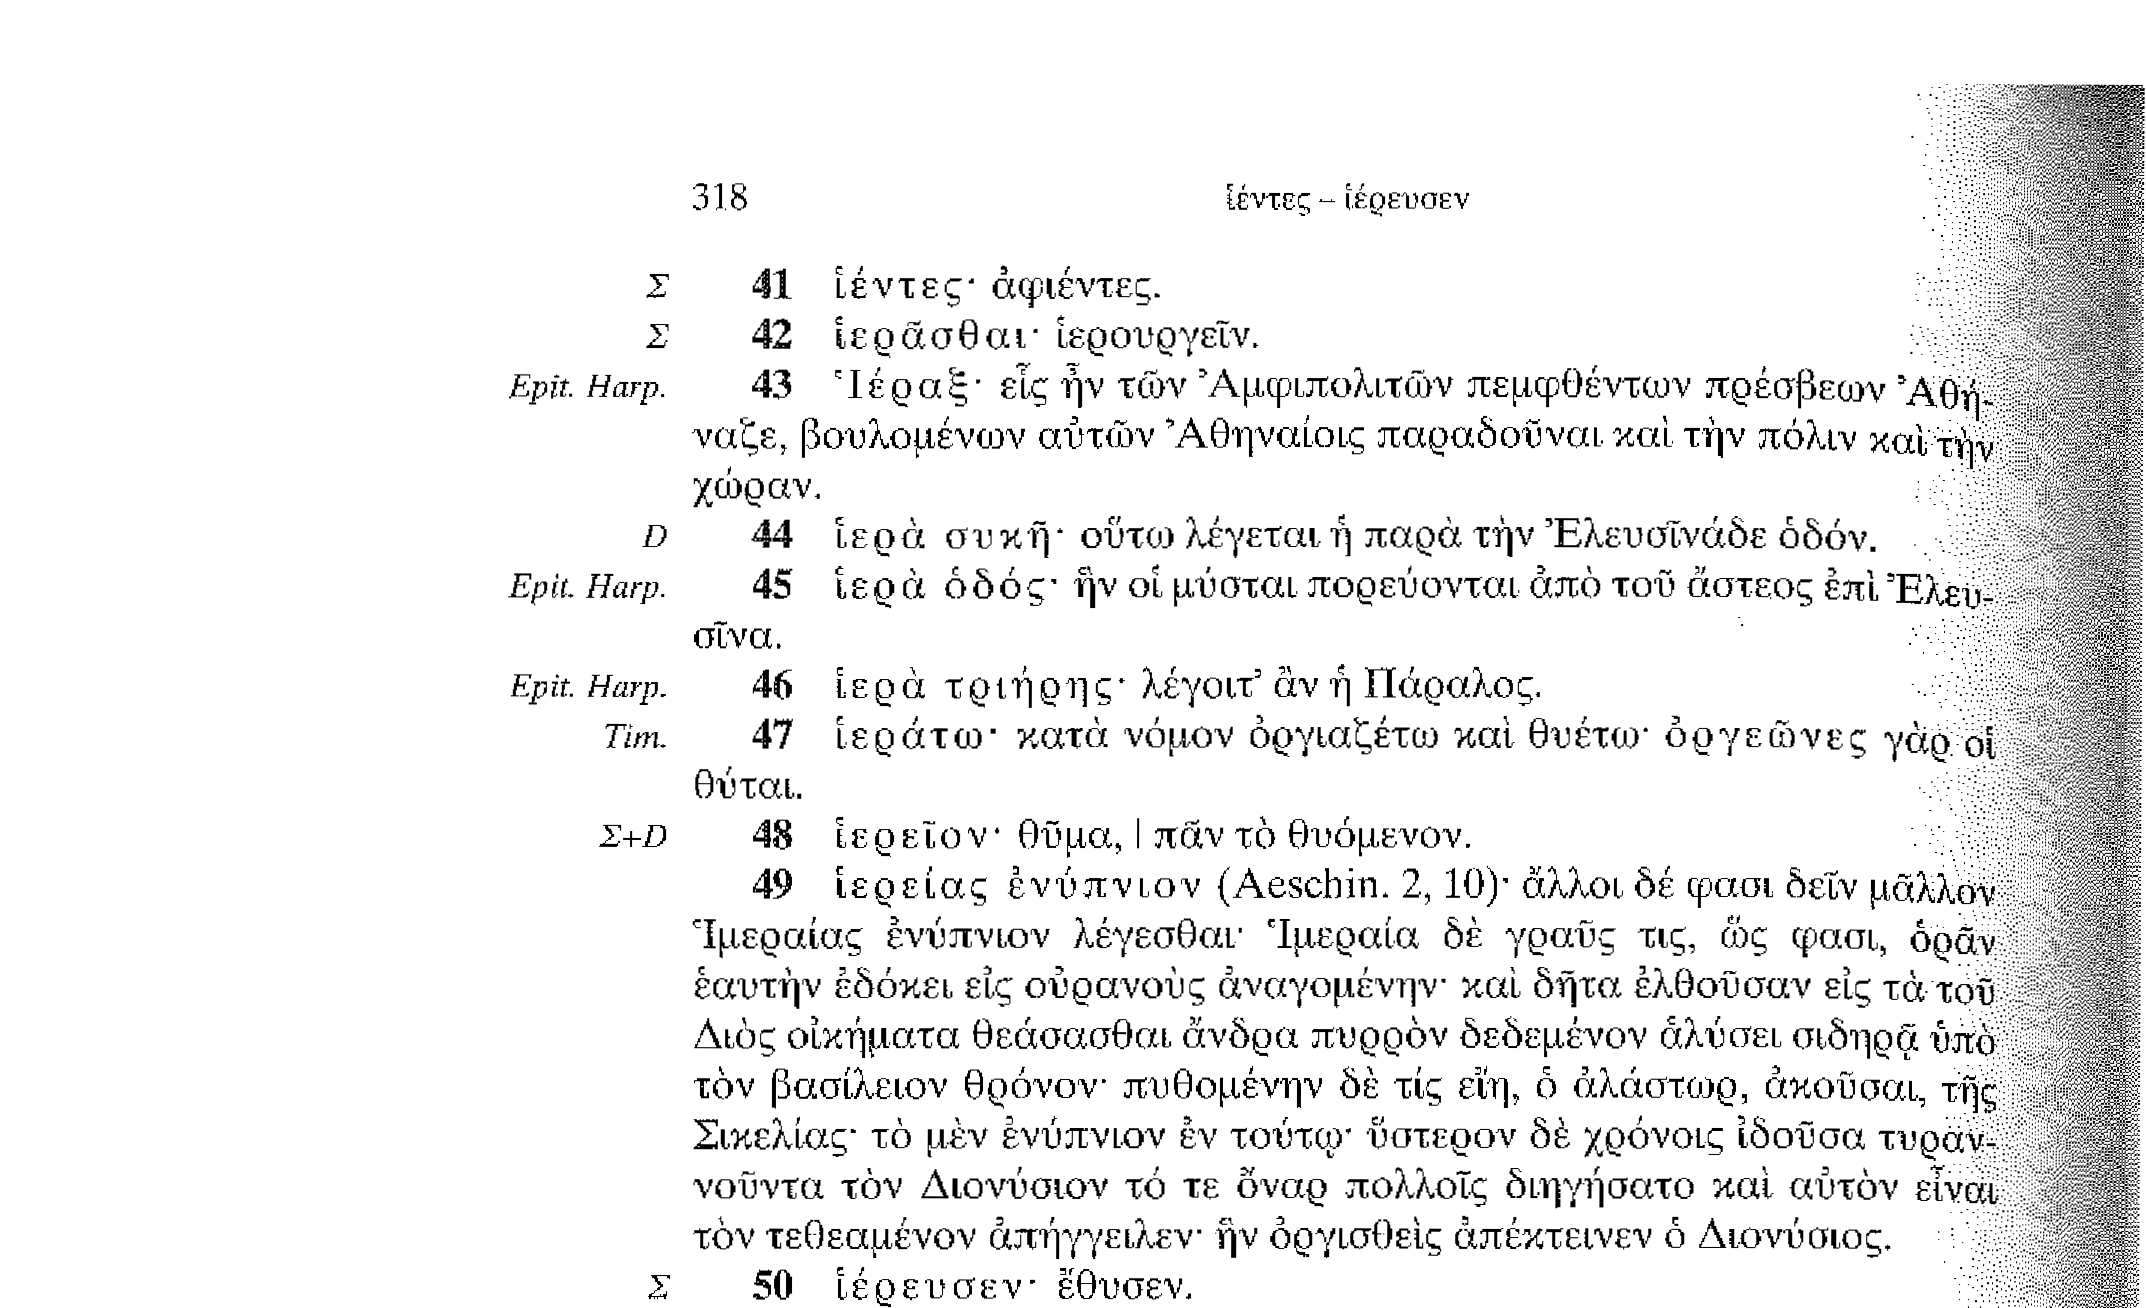 318 ἱέντες – ἱέρευσεν
Σ 41 ἱέντες· ἀφιέντες.
Σ 42 ἱερᾶσθαι· ἱερουργεῖν.
Epit. Harp. 43 Ἱέραξ· εἷς ἦν τῶν Ἀμφιπολιτῶν πεμφθέντων πρέσβεων Ἀθή-
ναζε, βουλομένων αὐτῶν Ἀθηναίοις παραδοῦναι καὶ τὴν πόλιν καὶ τὴν
χώραν.
D 44 ἱερὰ συκῆ· οὕτω λέγεται ἡ παρὰ τὴν Ἐλευσῖνάδε ὁδόν.
Epit. Harp. 45 ἱερὰ ὁδός· ἣν οἱ μύσται πορεύονται ἀπὸ τοῦ ἄστεος ἐπὶ Ἐλευ-
σῖνα.
Epit. Harp. 46 ἱερὰ τριήρης· λέγοιτ’ ἂν ἡ Πάραλος.
Tim. 47 ἱεράτω· κατὰ νόμον ὀργιαζέτω καὶ θυέτω· ὀργεῶνες γὰρ οἱ
θύται.
Σ+D 48 ἱερεῖον· θῦμα, | πᾶν τὸ θυόμενον.
49 ἱερείας ἐνύπνιον (Aeschin. 2, 10)· ἄλλοι δέ φασι δεῖν μᾶλλον
Ἱμεραίας ἐνύπνιον λέγεσθαι· Ἱμεραία δὲ γραῦς τις, ὥς φασι, ὁρᾶν
ἑαυτὴν ἐδόκει εἰς οὐρανοὺς ἀναγομένην· καὶ δῆτα ἐλθοῦσαν εἰς τὰ τοῦ
Διὸς οἰκήματα θεάσασθαι ἄνδρα πυρρὸν δεδεμένον ἁλύσει σιδηρᾷ ὑπὸ
τὸν βασίλειον θρόνον· πυθομένην δὲ τίς εἴη, ὁ ἀλάστωρ, ἀκοῦσαι, τῆς
Σικελίας· τὸ μὲν ἐνύπνιον ἐν τούτῳ· ὕστερον δὲ χρόνοις ἰδοῦσα τυραν-
νοῦντα τὸν Διονύσιον τό τε ὄναρ πολλοῖς διηγήσατο καὶ αὐτὸν εἶναι
τὸν τεθεαμένον ἀπήγγειλεν· ἣν ὀργισθεὶς ἀπέκτεινεν ὁ Διονύσιος.
Σ 50 ἱέρευσεν· ἔθυσεν.